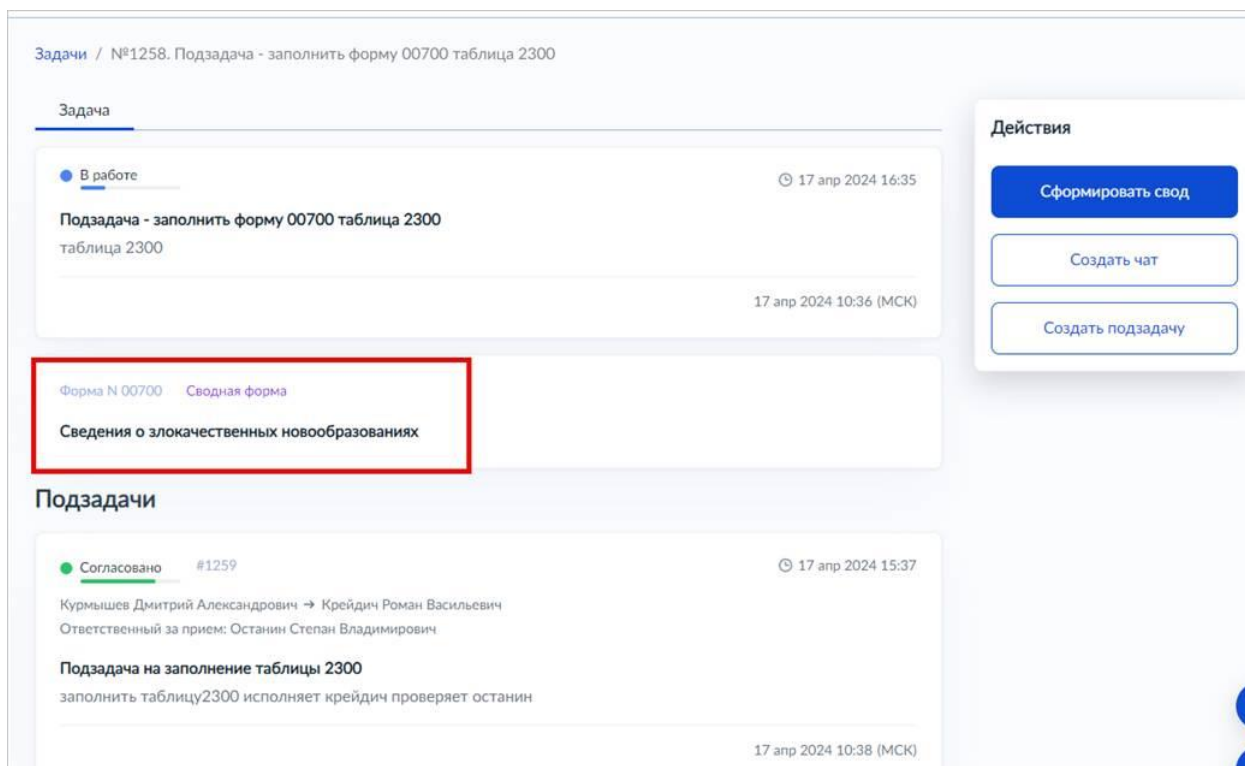 Задачи / №1258. Подзадача - заполнить форму 00700 таблица 2300
Задача
В работе
17 апр 2024 16:35
Подзадача - заполнить форму 00700 таблица 2300
таблица 2300
17 апр 2024 10:36 (МСК)
Форма N 00700 Сводная форма
Сведения о злокачественных новообразованиях
Подзадачи
Согласовано #1259
17 апр 2024 15:37
Курмышев Дмитрий Александрович → Крейдич Роман Васильевич
Ответственный за прием: Останин Степан Владимирович
Подзадача на заполнение таблицы 2300
заполнить таблицу2300 исполняет крейдич проверяет останин
17 апр 2024 10:38 (МСК)
Действия
Сформировать свод
Создать чат
Создать подзадачу